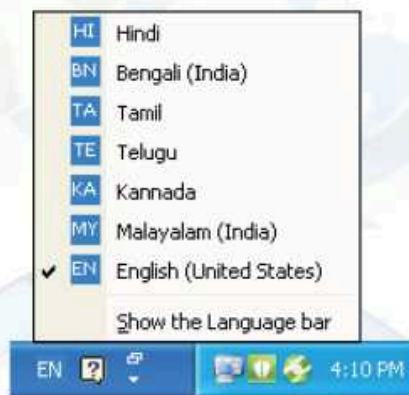 HI Hindi
BN Bengali (India)
TA Tamil
TE Telugu
KA Kannada
MY Malayalam (India)
EN English (United States)
Show the Language bar
EN ? 4:10 PM